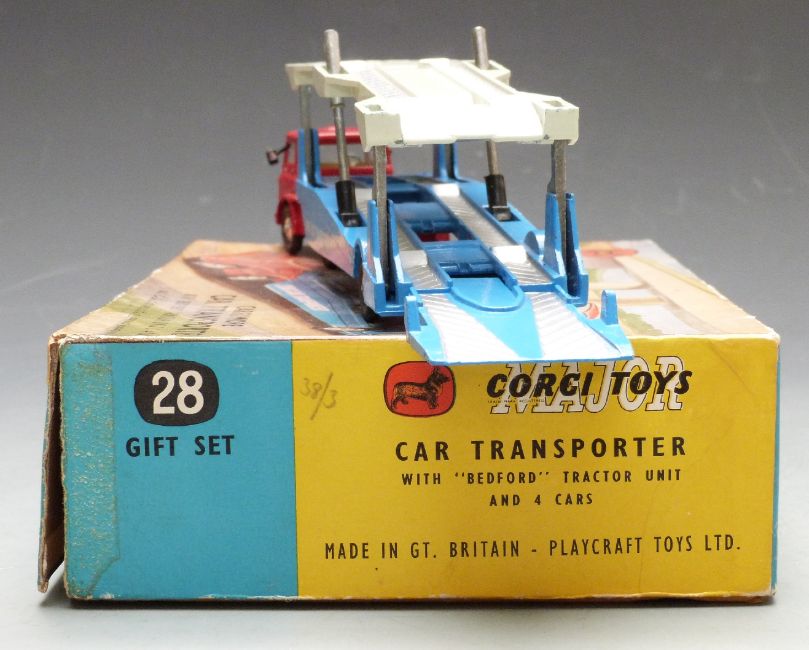 28
GIFT SET
38/3
CORGI TOYS
MAJOR
CAR TRANSPORTER
WITH "BEDFORD" TRACTOR UNIT
AND 4 CARS
MADE IN GT. BRITAIN - PLAYCRAFT TOYS LTD.